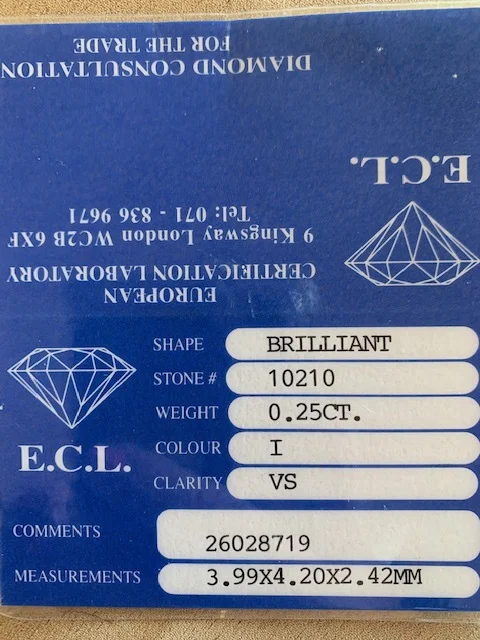 DIAMOND CONSULTATION
FOR THE TRADE
E.C.L.
EUROPEAN
CERTIFICATION LABORATORY
9 Kingsway London WC2B 6XF
Tel: 071 - 836 9671
E.C.L.
SHAPE BRILLIANT
STONE # 10210
WEIGHT 0.25CT.
COLOUR I
CLARITY VS
COMMENTS 26028719
MEASUREMENTS 3.99X4.20X2.42MM